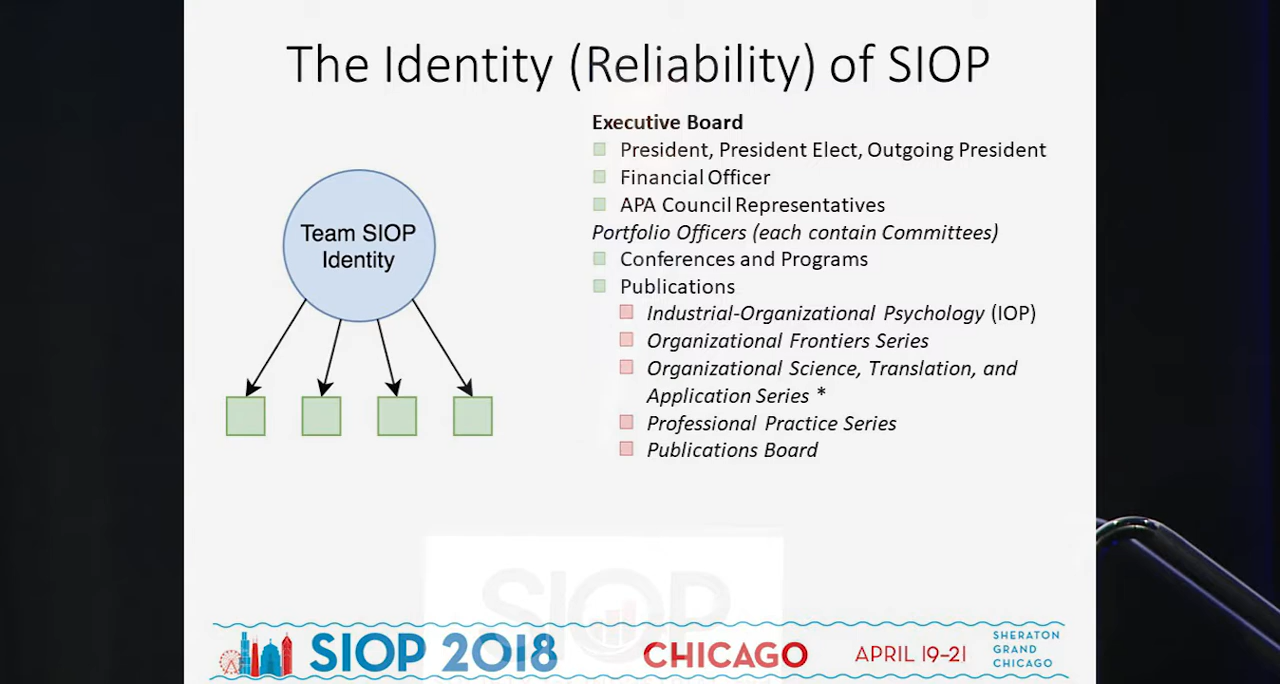 The Identity (Reliability) of SIOP
Team SIOP
Identity
Executive Board
President, President Elect, Outgoing President
Financial Officer
APA Council Representatives
Portfolio Officers (each contain Committees)
Conferences and Programs
Publications
Industrial-Organizational Psychology (IOP)
Organizational Frontiers Series
Organizational Science, Translation, and
Application Series *
Professional Practice Series
Publications Board
SIOP
SIOP 2018
CHICAGO
APRIL 19–21
SHERATON
GRAND
CHICAGO